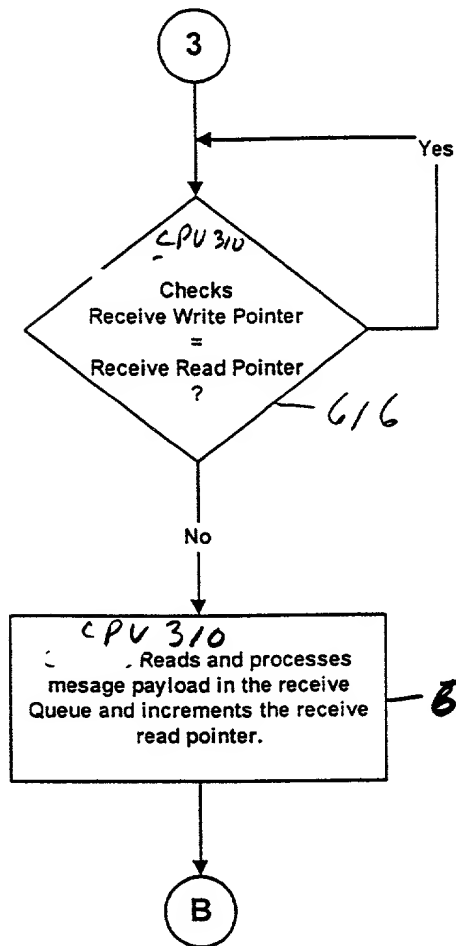 3
Yes
CPU 310
Checks
Receive Write Pointer
=
Receive Read Pointer
?
616
No
CPU 310
Reads and processes
mesage payload in the receive
Queue and increments the receive
read pointer.
B